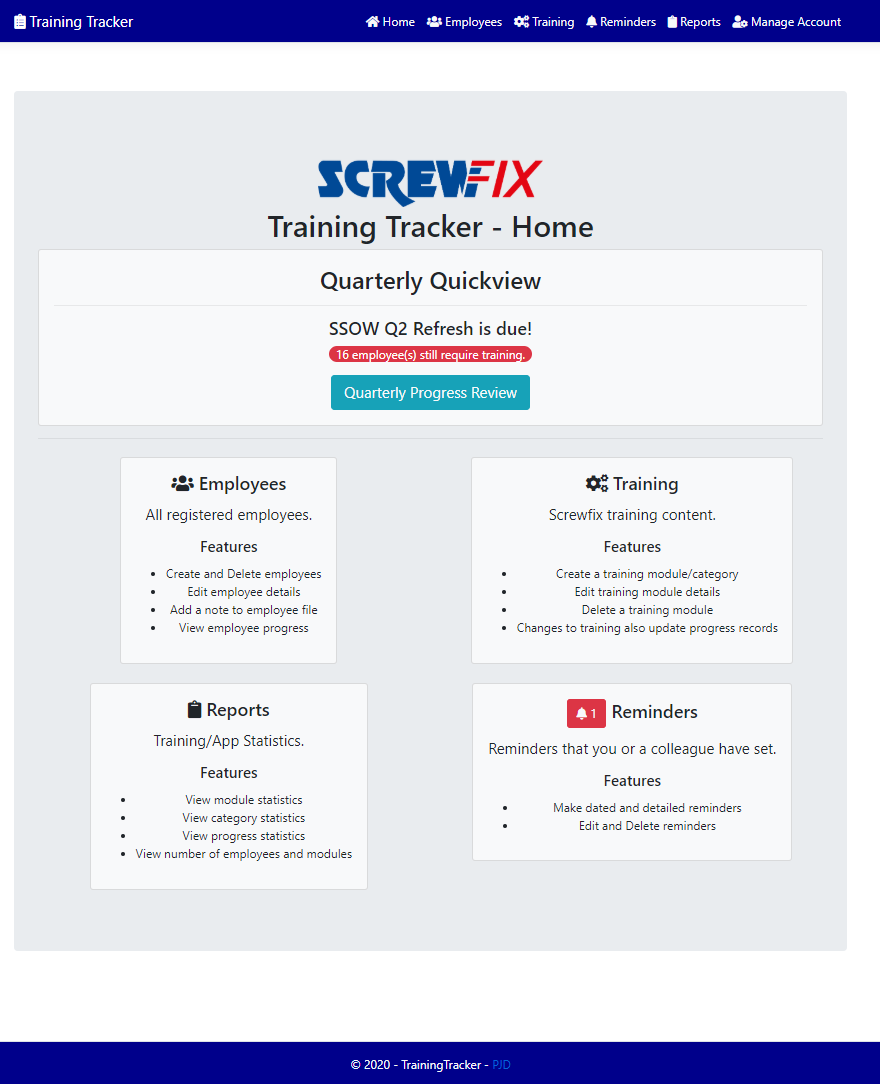 Training Tracker
Home Employees Training Reminders Reports Manage Account
SCREWFIX
Training Tracker - Home
Quarterly Quickview
SSOW Q2 Refresh is due!
16 employee(s) still require training.
Quarterly Progress Review
Employees
All registered employees.
Features
Create and Delete employees
Edit employee details
Add a note to employee file
View employee progress
Training
Screwfix training content.
Features
Create a training module/category
Edit training module details
Delete a training module
Changes to training also update progress records
Reports
Training/App Statistics.
Features
View module statistics
View category statistics
View progress statistics
View number of employees and modules
1 Reminders
Reminders that you or a colleague have set.
Features
Make dated and detailed reminders
Edit and Delete reminders
© 2020 - TrainingTracker - PJD